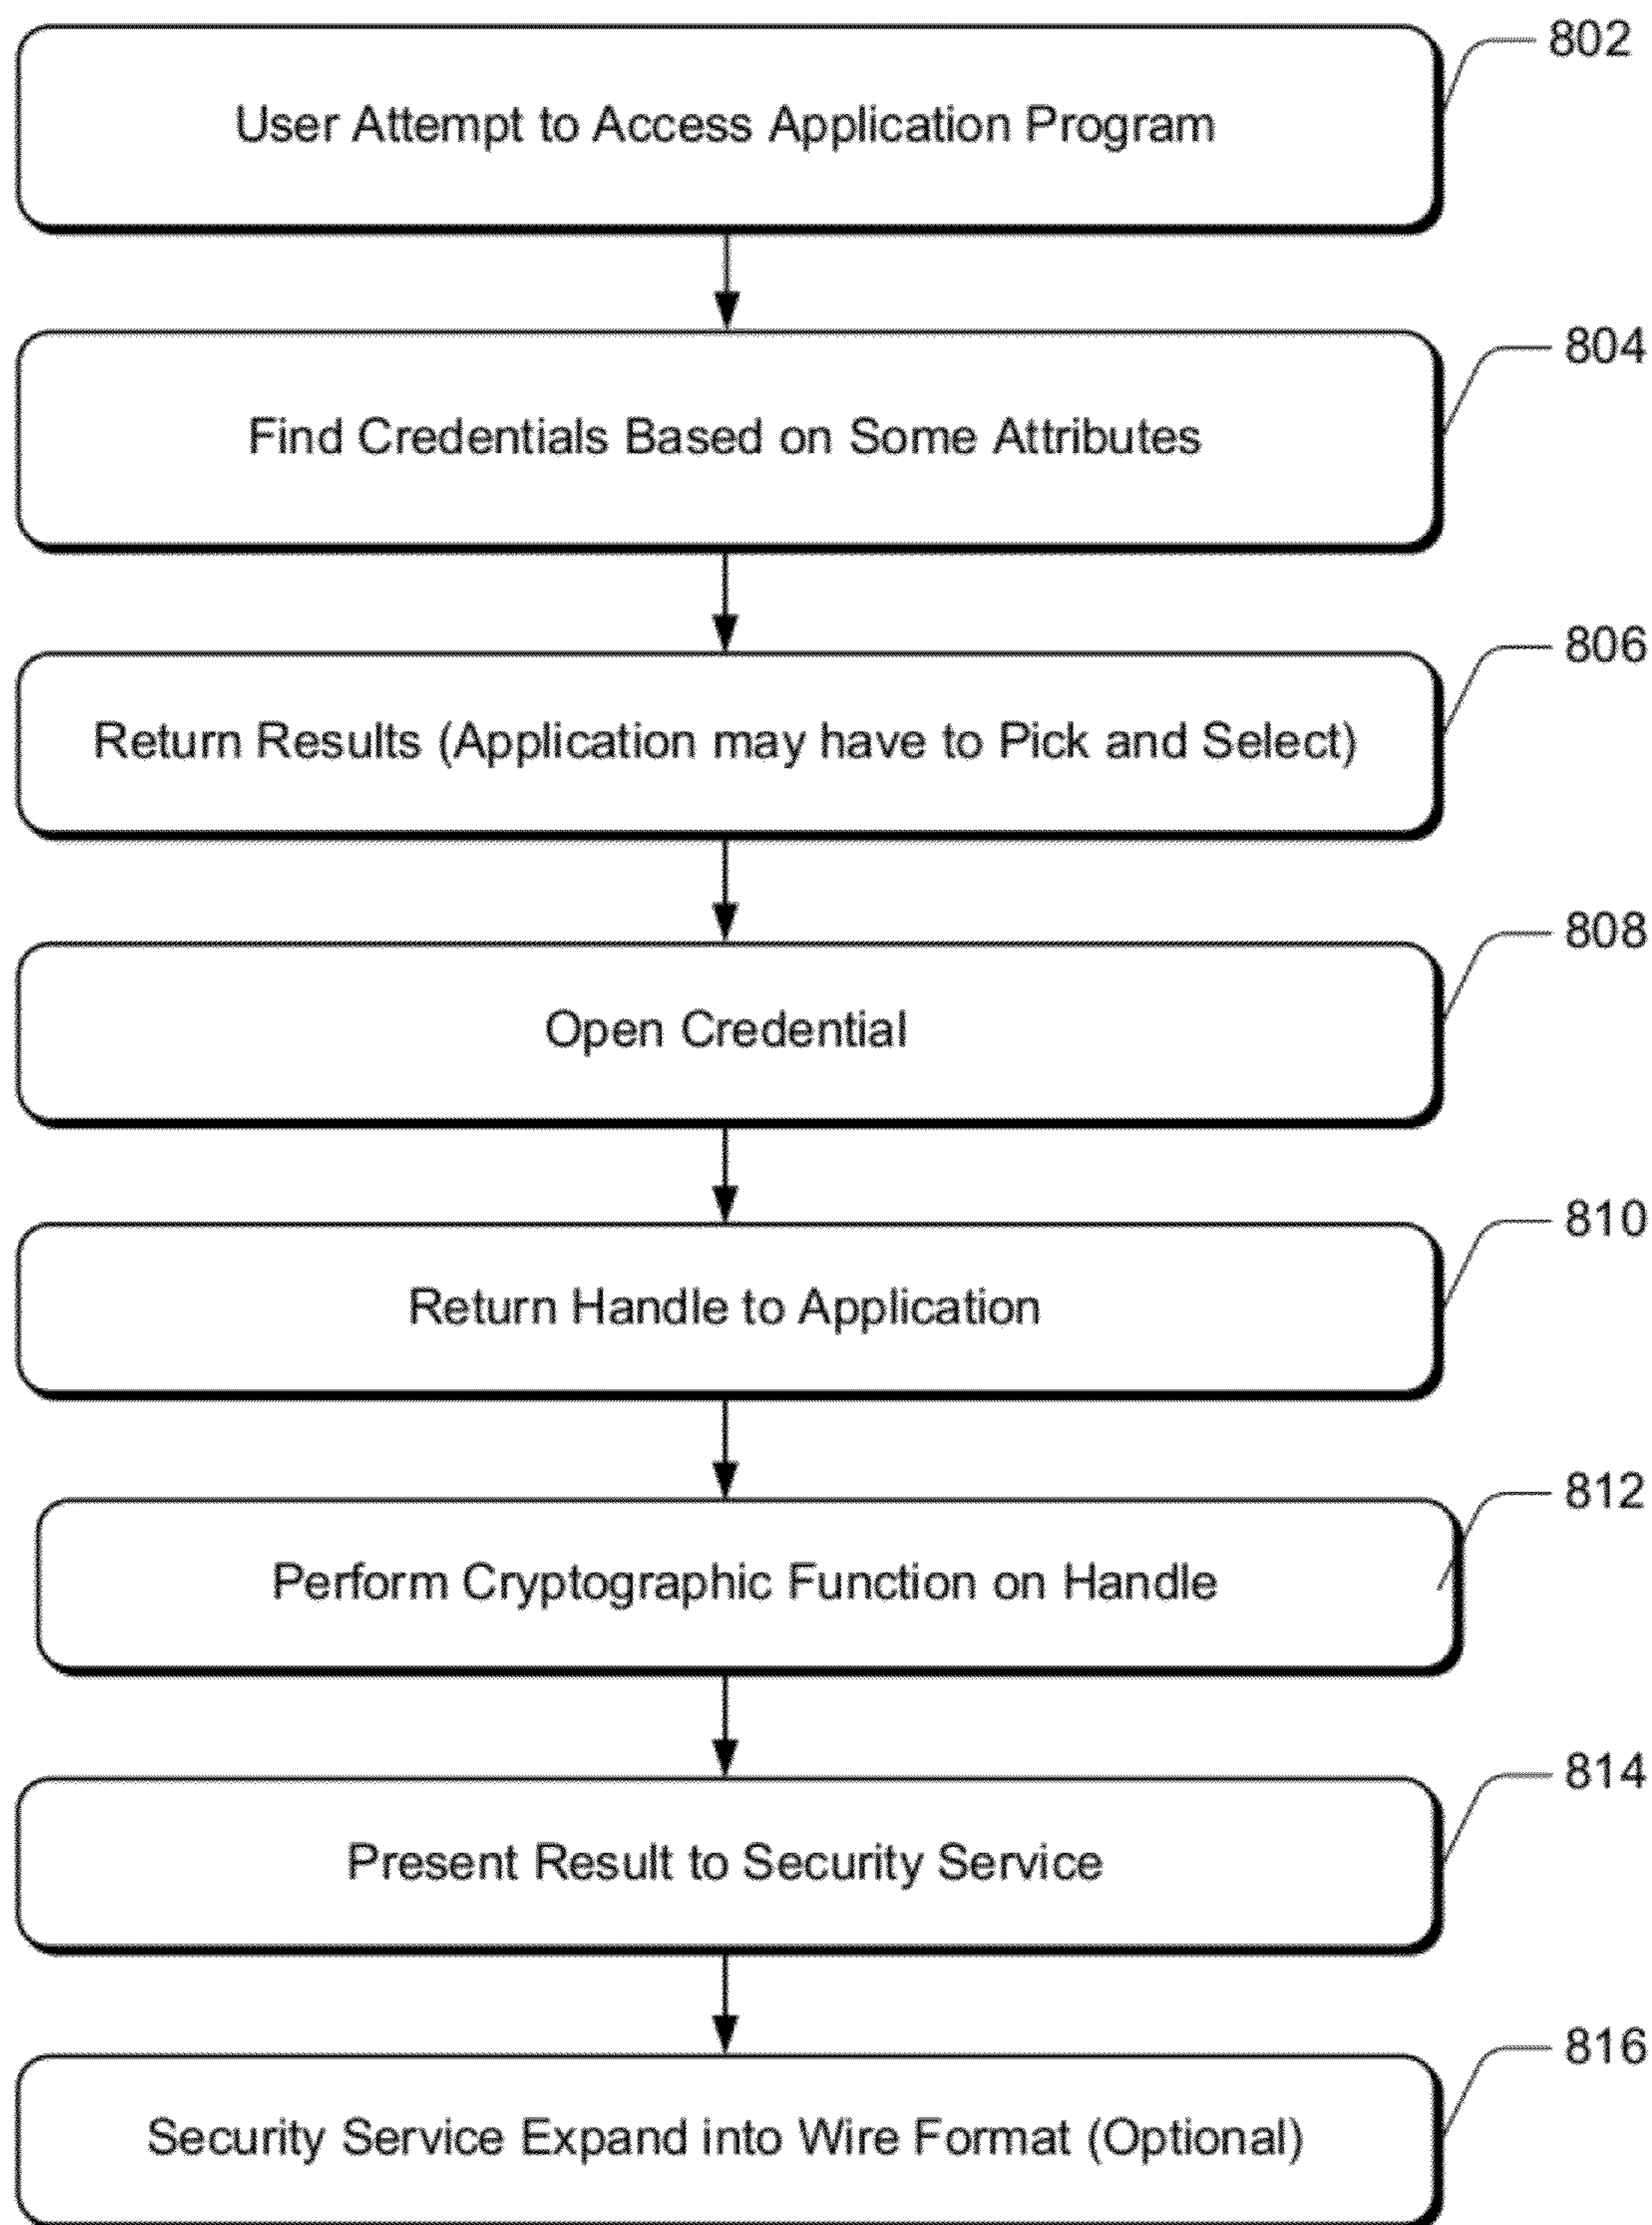 802
User Attempt to Access Application Program
804
Find Credentials Based on Some Attributes
806
Return Results (Application may have to Pick and Select)
808
Open Credential
810
Return Handle to Application
812
Perform Cryptographic Function on Handle
814
Present Result to Security Service
816
Security Service Expand into Wire Format (Optional)